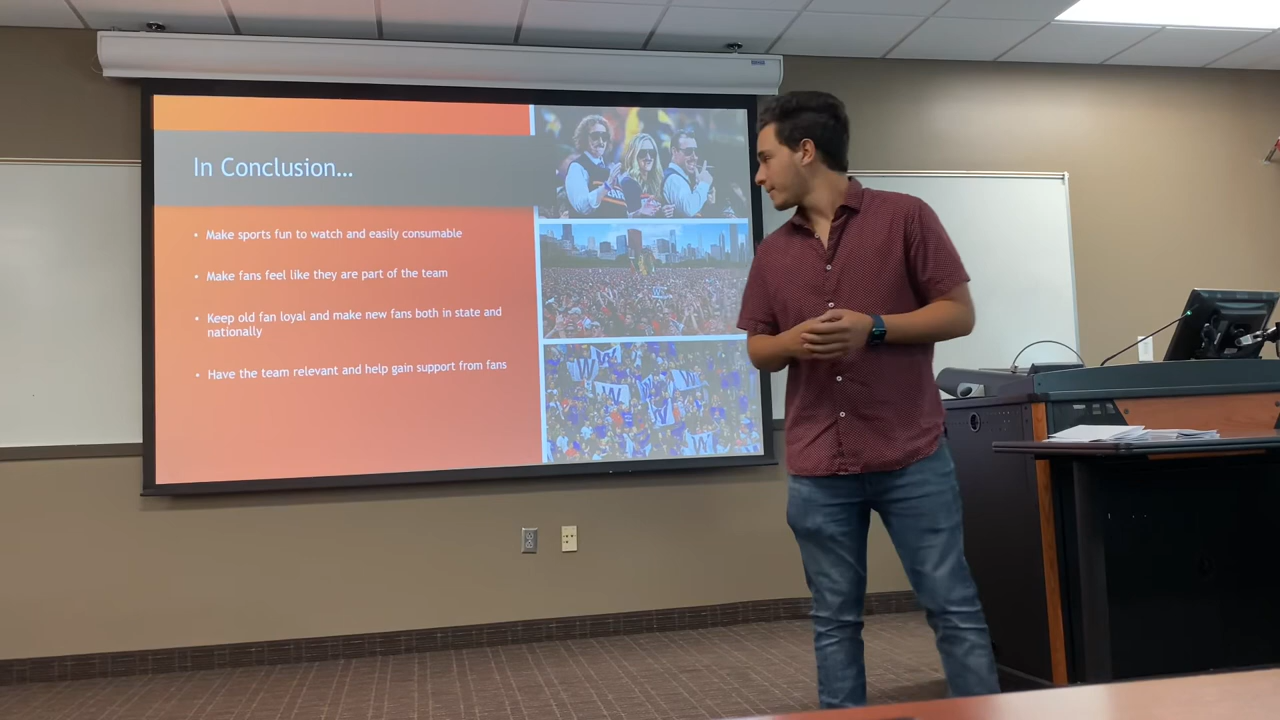 In Conclusion...
• Make sports fun to watch and easily consumable
• Make fans feel like they are part of the team
• Keep old fan loyal and make new fans both in state and
nationally
• Have the team relevant and help gain support from fans
W
W
W
W
W